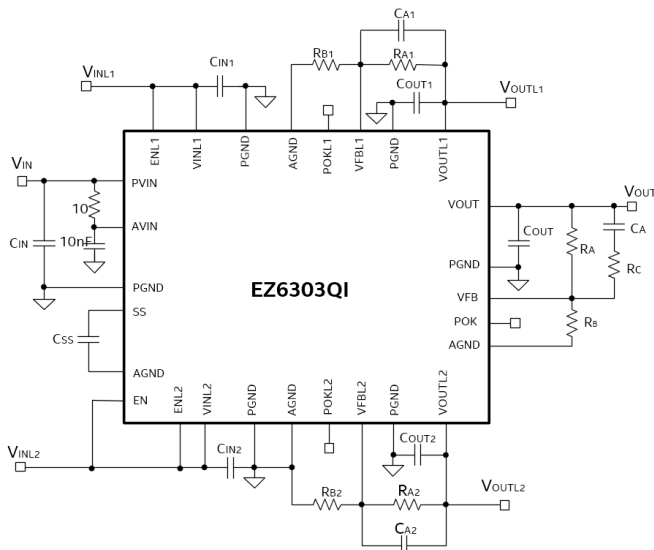 CA1
RB1
RA1
CIN1
VINL1
COUT1
VOUTL1
ENL1
VINL1
PGND
AGND
POKL1
VFBL1
PGND
VOUTL1
VIN
PVIN
10
AVIN
10nF
CIN
PGND
SS
CSS
AGND
EN
EZ6303QI
VOUT
VOUT
COUT
RA
CA
RC
PGND
VFB
POK
RB
AGND
ENL2
VINL2
PGND
AGND
POKL2
VFBL2
PGND
VOUTL2
VINL2
CIN2
COUT2
RB2
RA2
VOUTL2
CA2